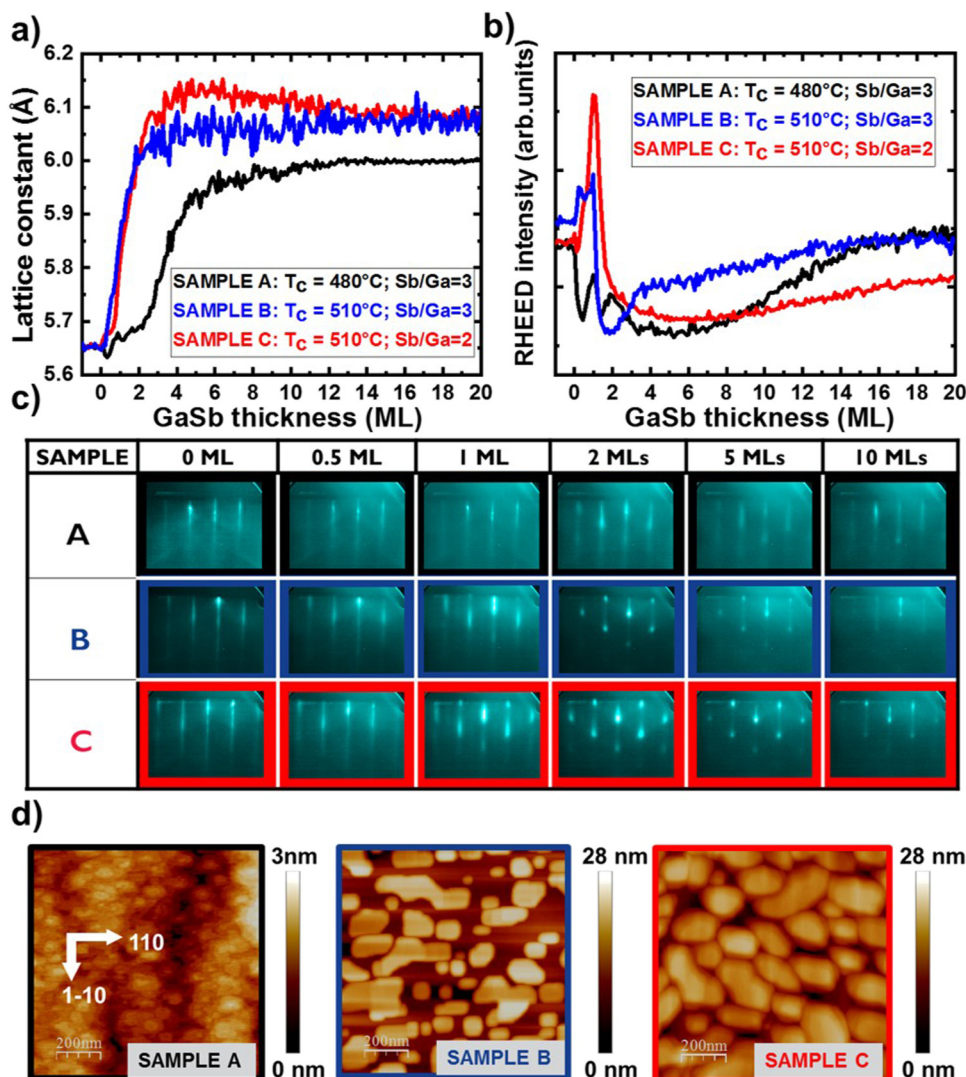 a)
b)
6.2
6.1
6.0
5.9
5.8
5.7
5.6
Lattice constant (Å)
SAMPLE A: TC = 480°C; Sb/Ga=3
SAMPLE B: TC = 510°C; Sb/Ga=3
SAMPLE C: TC = 510°C; Sb/Ga=2
0 2 4 6 8 10 12 14 16 18 20
GaSb thickness (ML)
RHEED intensity (arb.units)
SAMPLE A: TC = 480°C; Sb/Ga=3
SAMPLE B: TC = 510°C; Sb/Ga=3
SAMPLE C: TC = 510°C; Sb/Ga=2
0 2 4 6 8 10 12 14 16 18 20
GaSb thickness (ML)
c)
SAMPLE 0 ML 0.5 ML 1 ML 2 MLs 5 MLs 10 MLs
A
B
C
d)
3nm
28 nm
28 nm
110
1-10
200nm
SAMPLE A
0 nm
200nm
SAMPLE B
0 nm
200nm
SAMPLE C
0 nm